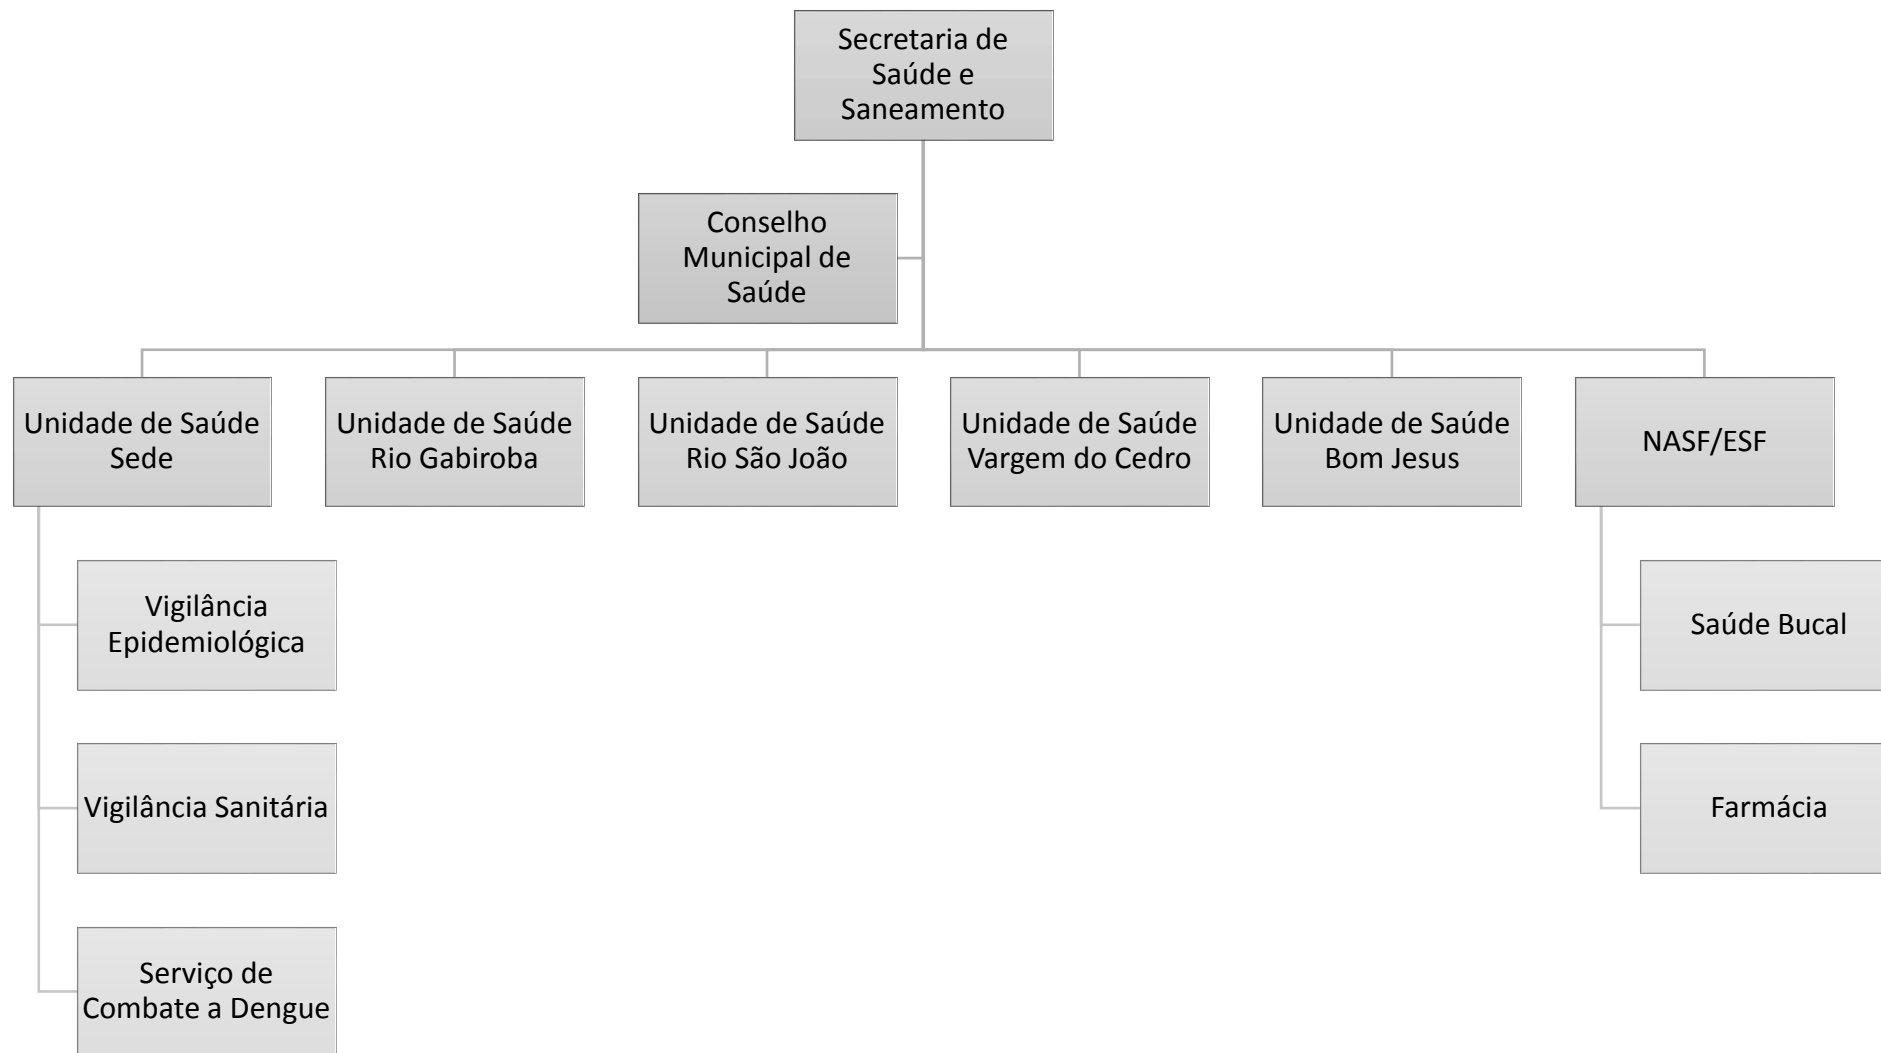 Secretaria de
Saúde e
Saneamento
Conselho
Municipal de
Saúde
Unidade de Saúde
Sede
Unidade de Saúde
Rio Gabiroba
Unidade de Saúde
Rio São João
Unidade de Saúde
Vargem do Cedro
Unidade de Saúde
Bom Jesus
NASF/ESF
Vigilância
Epidemiológica
Saúde Bucal
Vigilância Sanitária
Farmácia
Serviço de
Combate a Dengue